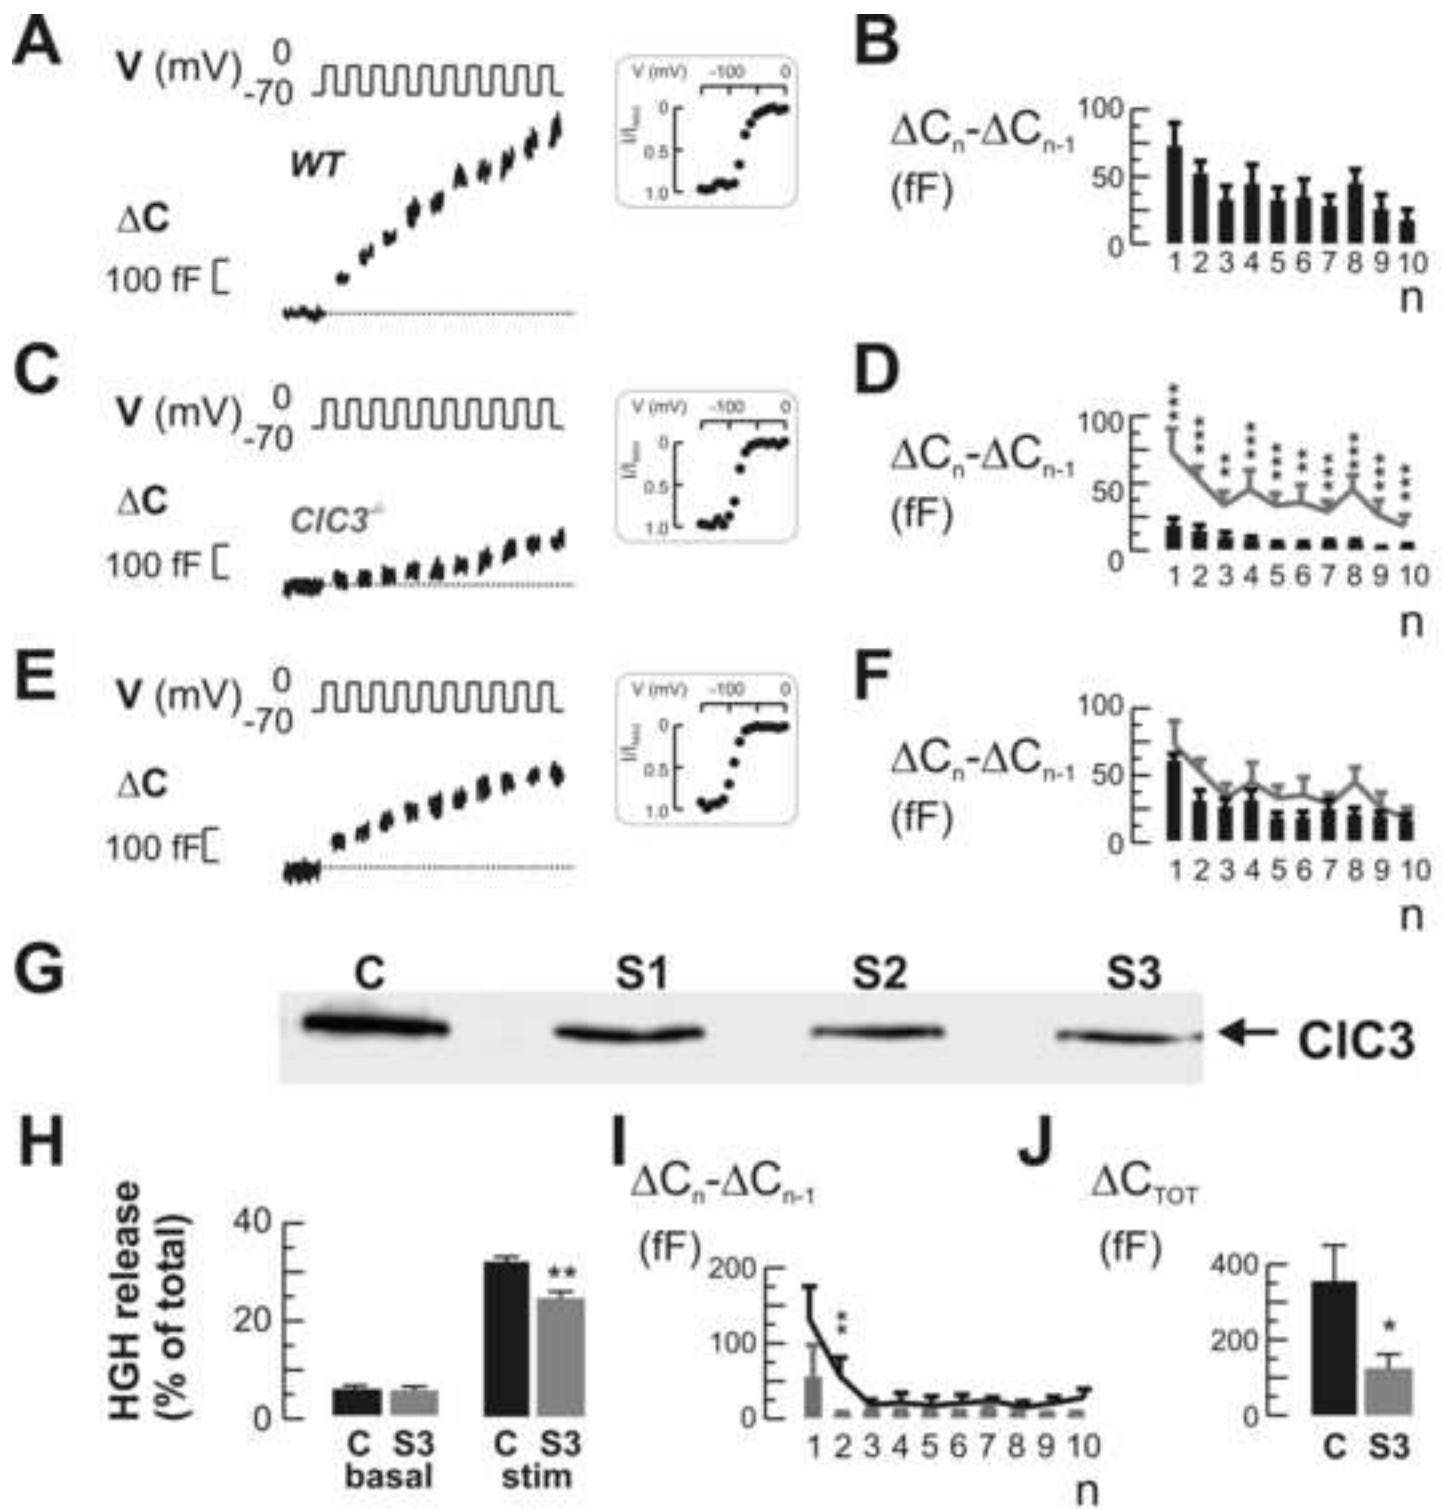 A
V (mV)
0
-70
WT
ΔC
100 fF
V (mV) -100 0
I/Imax
0
0.5
1.0
B
ΔCn-ΔCn-1
(fF)
100
50
0
1 2 3 4 5 6 7 8 9 10
n
C
V (mV)
0
-70
ClC3-/-
ΔC
100 fF
V (mV) -100 0
I/Imax
0
0.5
1.0
D
ΔCn-ΔCn-1
(fF)
100
50
0
*** *** ** *** *** ** *** *** *** ***
1 2 3 4 5 6 7 8 9 10
n
E
V (mV)
0
-70
ΔC
100 fF
V (mV) -100 0
I/Imax
0
0.5
1.0
F
ΔCn-ΔCn-1
(fF)
100
50
0
1 2 3 4 5 6 7 8 9 10
n
G
C S1 S2 S3
ClC3
H
HGH release
(% of total)
40
20
0
**
C S3 C S3
basal stim
I
ΔCn-ΔCn-1
(fF)
200
100
0
**
1 2 3 4 5 6 7 8 9 10
n
J
ΔCTOT
(fF)
400
200
0
*
C S3